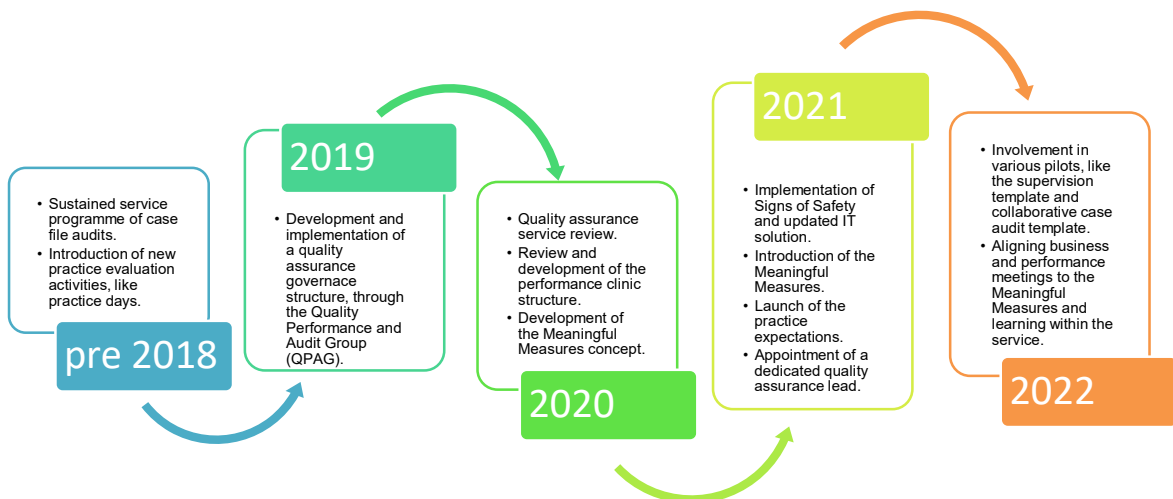 • Sustained service
programme of case
file audits.
• Introduction of new
practice evaluation
activities, like
practice days.
pre 2018
2019
• Development and
implementation of
a quality
assurance
governace structure, through
the Quality
Performance and
Audit Group
(QPAG).
• Quality assurance
service review.
• Review and
development of the
performance clinic
structure.
• Development of
the Meaningful
Measures concept.
2020
2021
• Implementation of
Signs of Safety
and updated IT
solution.
• Introduction of the
Meaningful
Measures.
• Launch of the
practice
expectations.
• Appointment of a
dedicated quality
assurance lead.
• Involvement in
various pilots, like
the supervision
template and
collaborative case
audit template.
• Aligning business
and performance
meetings to the
Meaningful
Measures and
learning within the
service.
2022